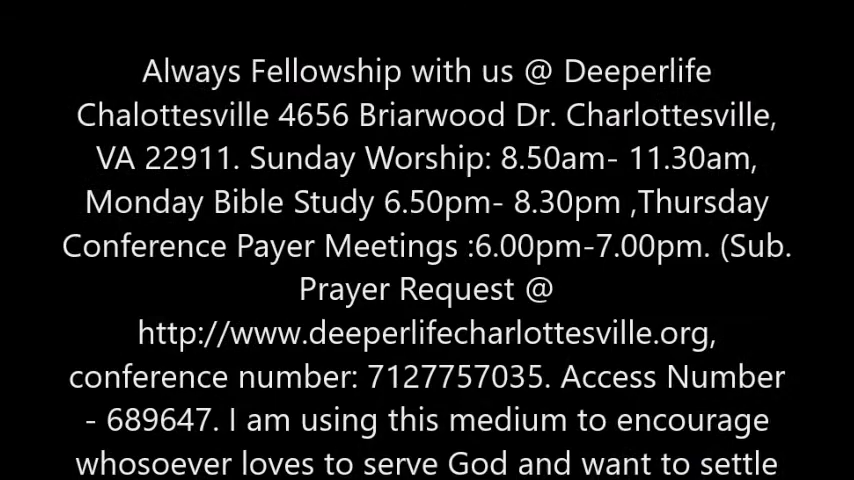 Always Fellowship with us @ Deeperlife
Chalottesville 4656 Briarwood Dr. Charlottesville,
VA 22911. Sunday Worship: 8.50am- 11.30am,
Monday Bible Study 6.50pm- 8.30pm ,Thursday
Conference Payer Meetings :6.00pm-7.00pm. (Sub.
Prayer Request @
http://www.deeperlifecharlottesville.org,
conference number: 7127757035. Access Number
- 689647. I am using this medium to encourage
whosoever loves to serve God and want to settle